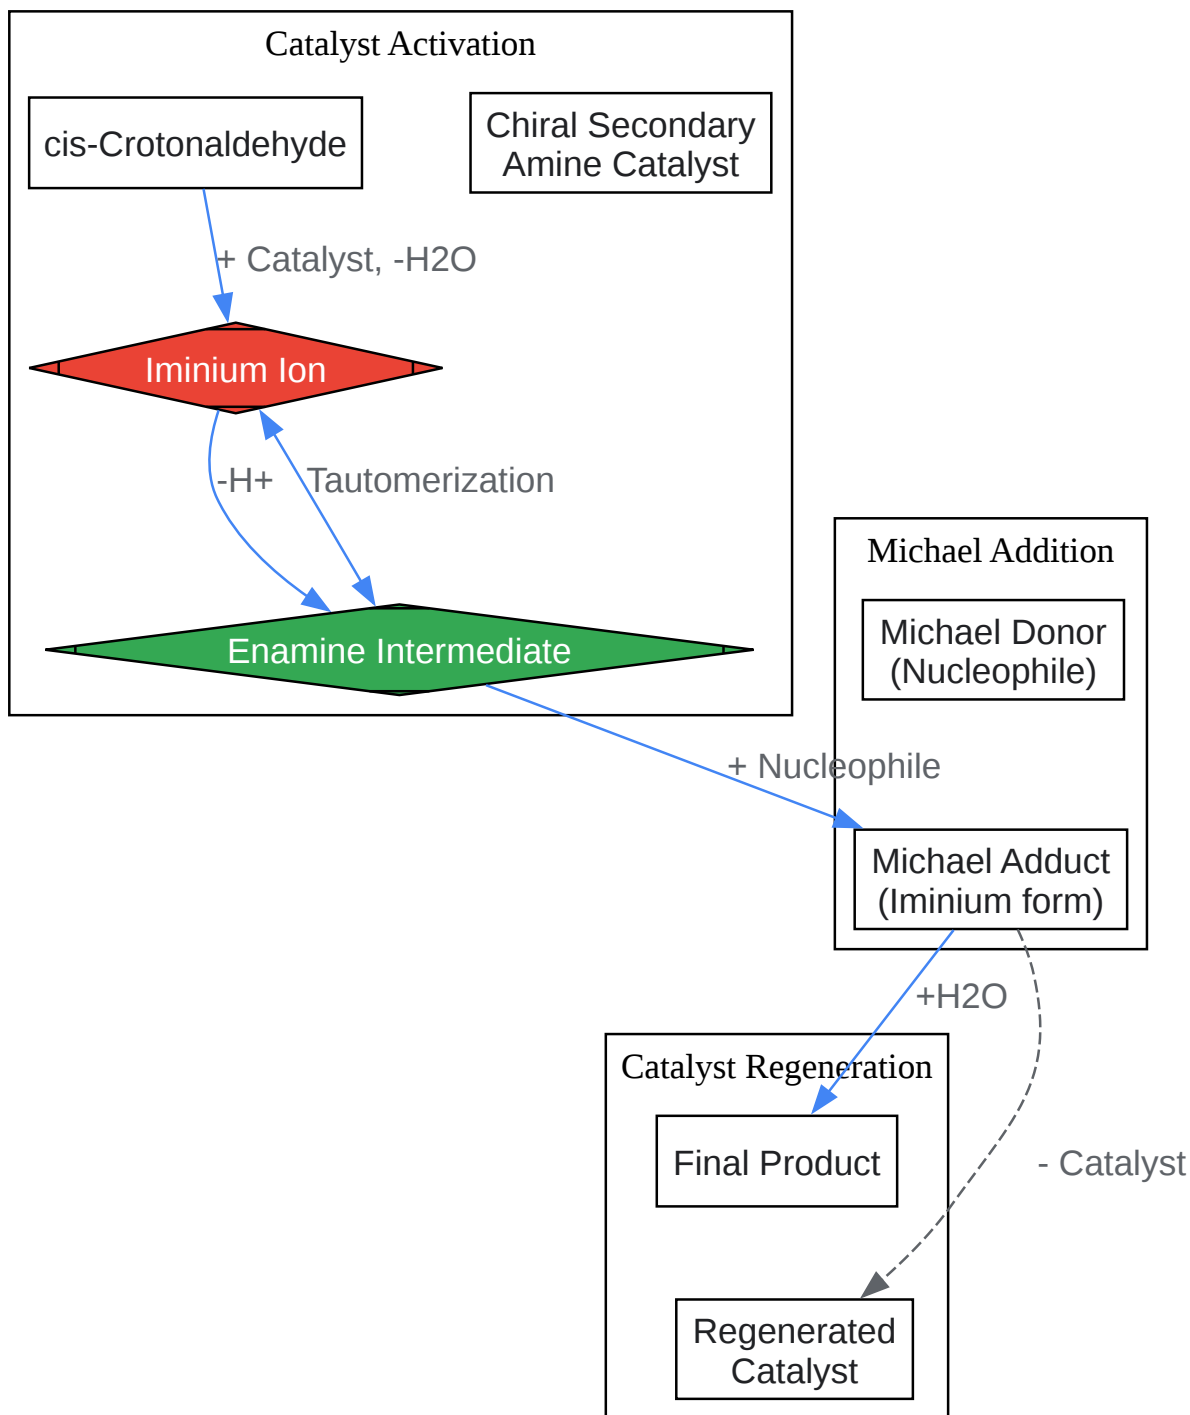 Catalyst Activation
cis-Crotonaldehyde
Chiral Secondary
Amine Catalyst
+ Catalyst, -H2O
Iminium Ion
-H+
Tautomerization
Enamine Intermediate
Michael Addition
Michael Donor
(Nucleophile)
+ Nucleophile
Michael Adduct
(Iminium form)
+H2O
Catalyst Regeneration
Final Product
- Catalyst
Regenerated
Catalyst